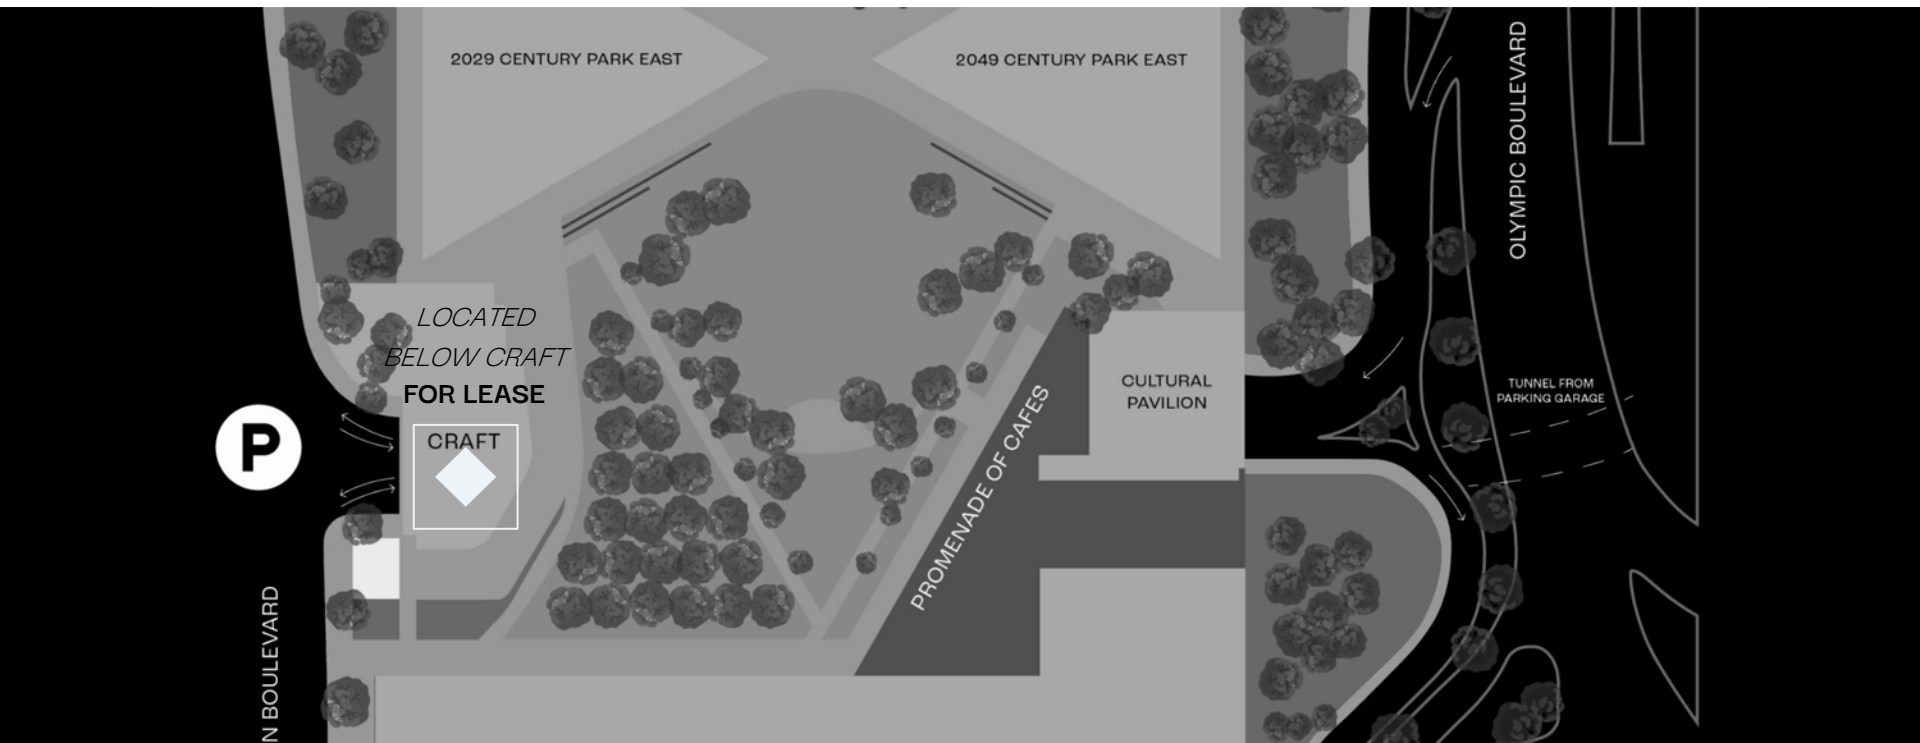 2029 CENTURY PARK EAST
2049 CENTURY PARK EAST
OLYMPIC BOULEVARD
LOCATED
BELOW CRAFT
FOR LEASE
CRAFT
P
CULTURAL
PAVILION
TUNNEL FROM
PARKING GARAGE
PROMENADE OF CAFES
N BOULEVARD